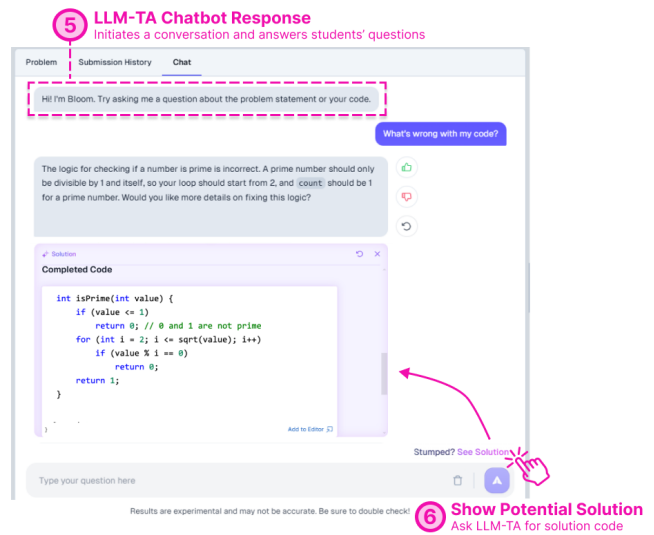 5 LLM-TA Chatbot Response
Initiates a conversation and answers students' questions
Problem Submission History Chat
Hi! I'm Bloom. Try asking me a question about the problem statement or your code.
What's wrong with my code?
The logic for checking if a number is prime is incorrect. A prime number should only
be divisible by 1 and itself, so your loop should start from 2, and count should be 1
for a prime number. Would you like more details on fixing this logic?
Solution
Completed Code
int isPrime(int value) {
if (value <= 1)
return 0; // 0 and 1 are not prime
for (int i = 2; i <= sqrt(value); i++)
if (value % i == 0)
return 0;
return 1;
}
}
Add to Editor
Stumped? See Solution
Type your question here
Results are experimental and may not be accurate. Be sure to double check!
6 Show Potential Solution
Ask LLM-TA for solution code